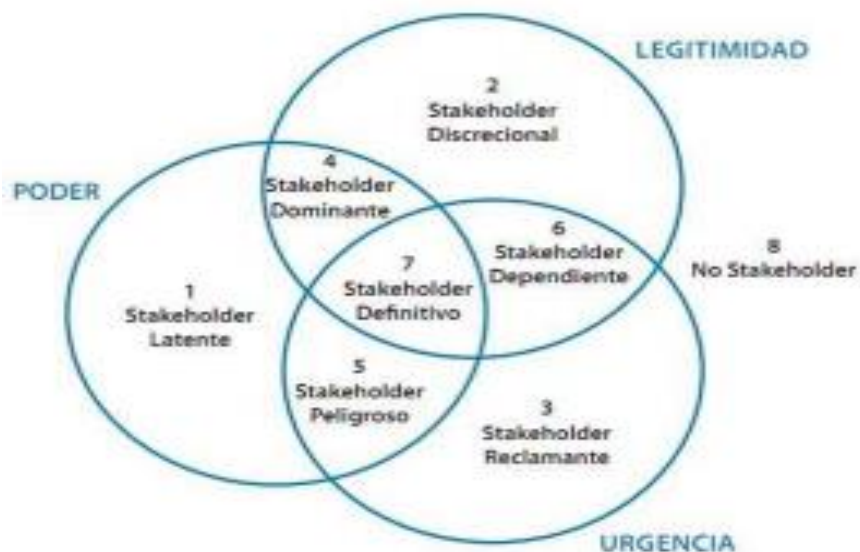 LEGITIMIDAD
2
Stakeholder
Discrecional
PODER
4
Stakeholder
Dominante
6
Stakeholder
Dependiente
8
No Stakeholder
7
Stakeholder
Definitivo
1
Stakeholder
Latente
5
Stakeholder
Peligroso
3
Stakeholder
Reclamante
URGENCIA